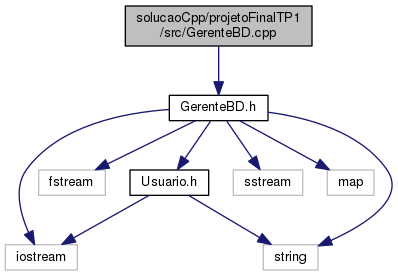 solucaoCpp/projetoFinalTP1
/src/GerenteBD.cpp
GerenteBD.h
fstream
Usuario.h
sstream
map
iostream
string